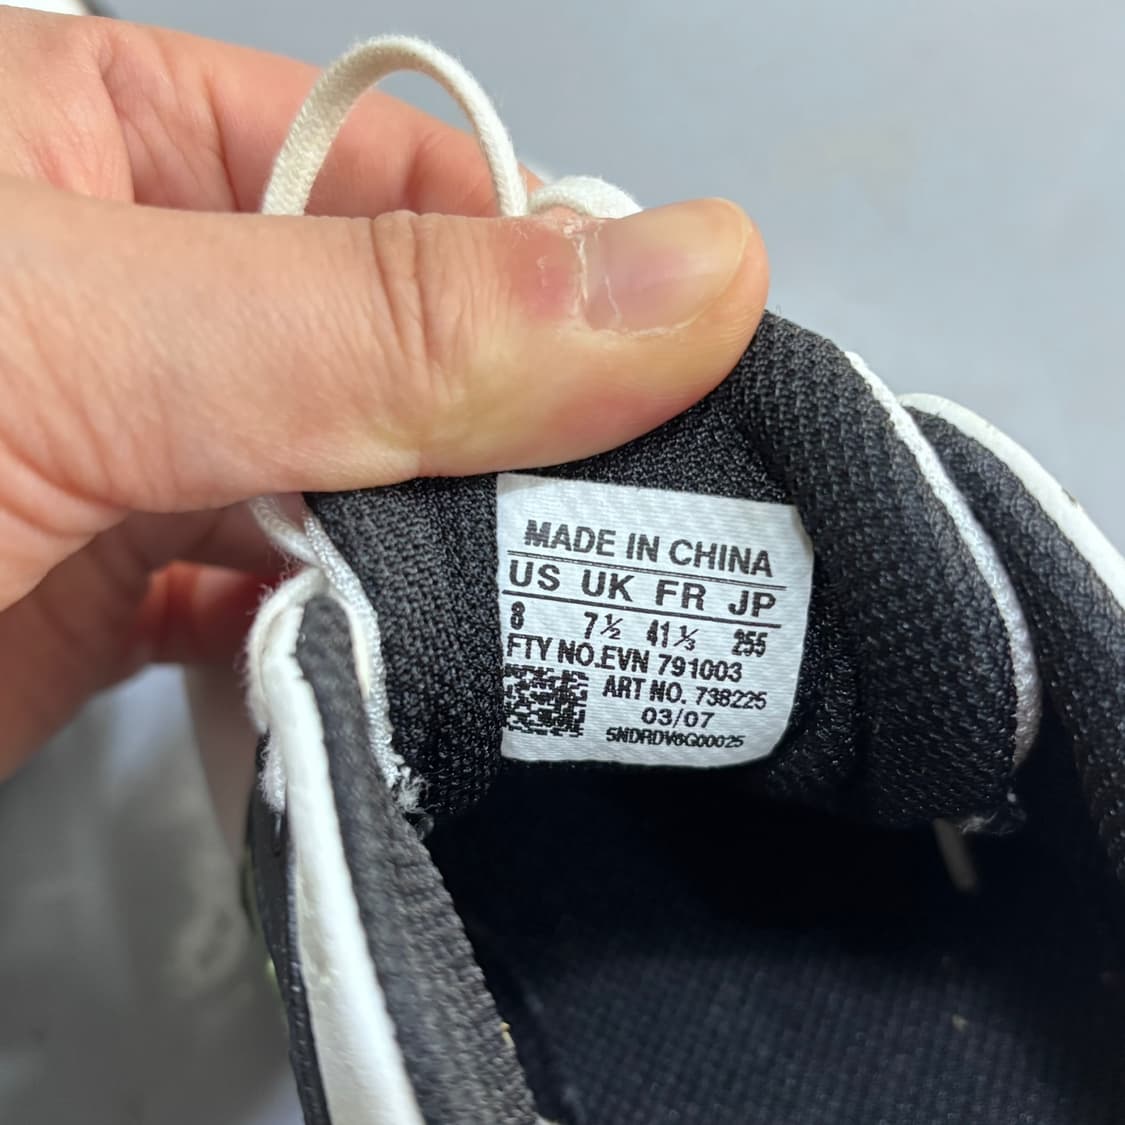 MADE IN CHINA
US UK FR JP
8 7½ 41⅓ 255
FTY NO.EVN 791003
ART NO. 738225
03/07
5NDRDV6G00025